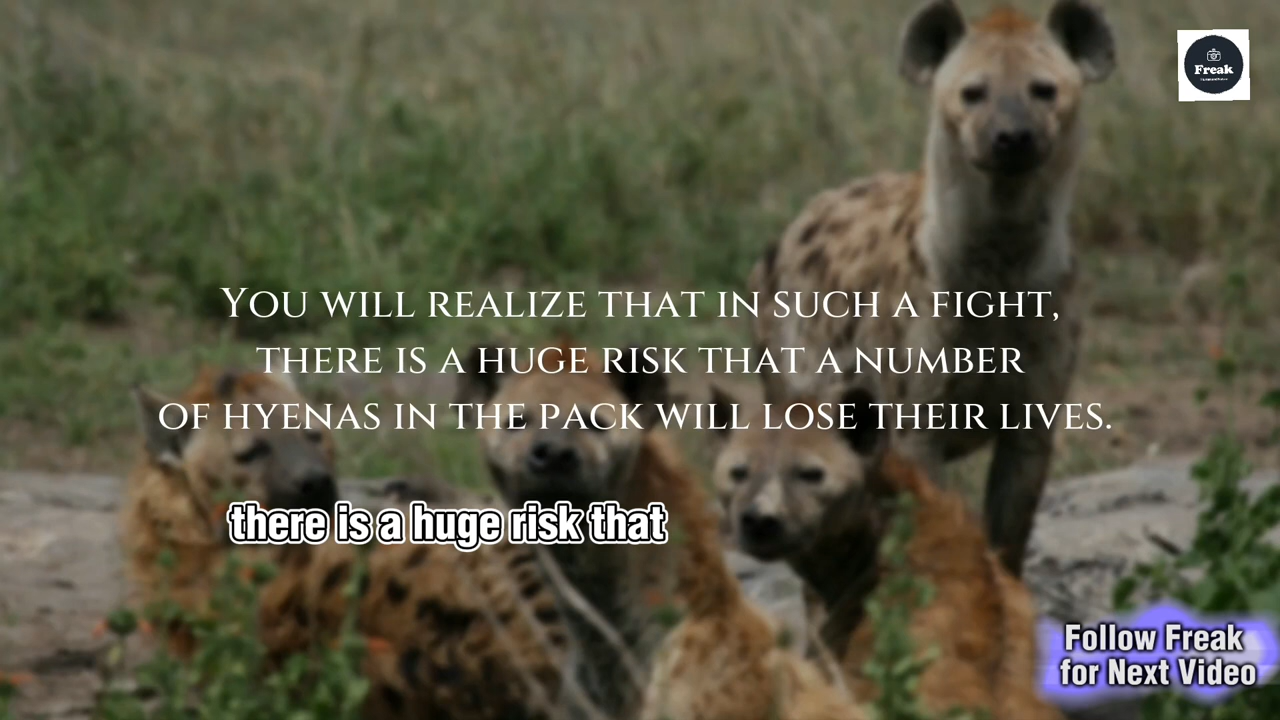 Freak
You will realize that in such a fight,
there is a huge risk that a number
of hyenas in the pack will lose their lives.
there is a huge risk that
Follow Freak
for Next Video